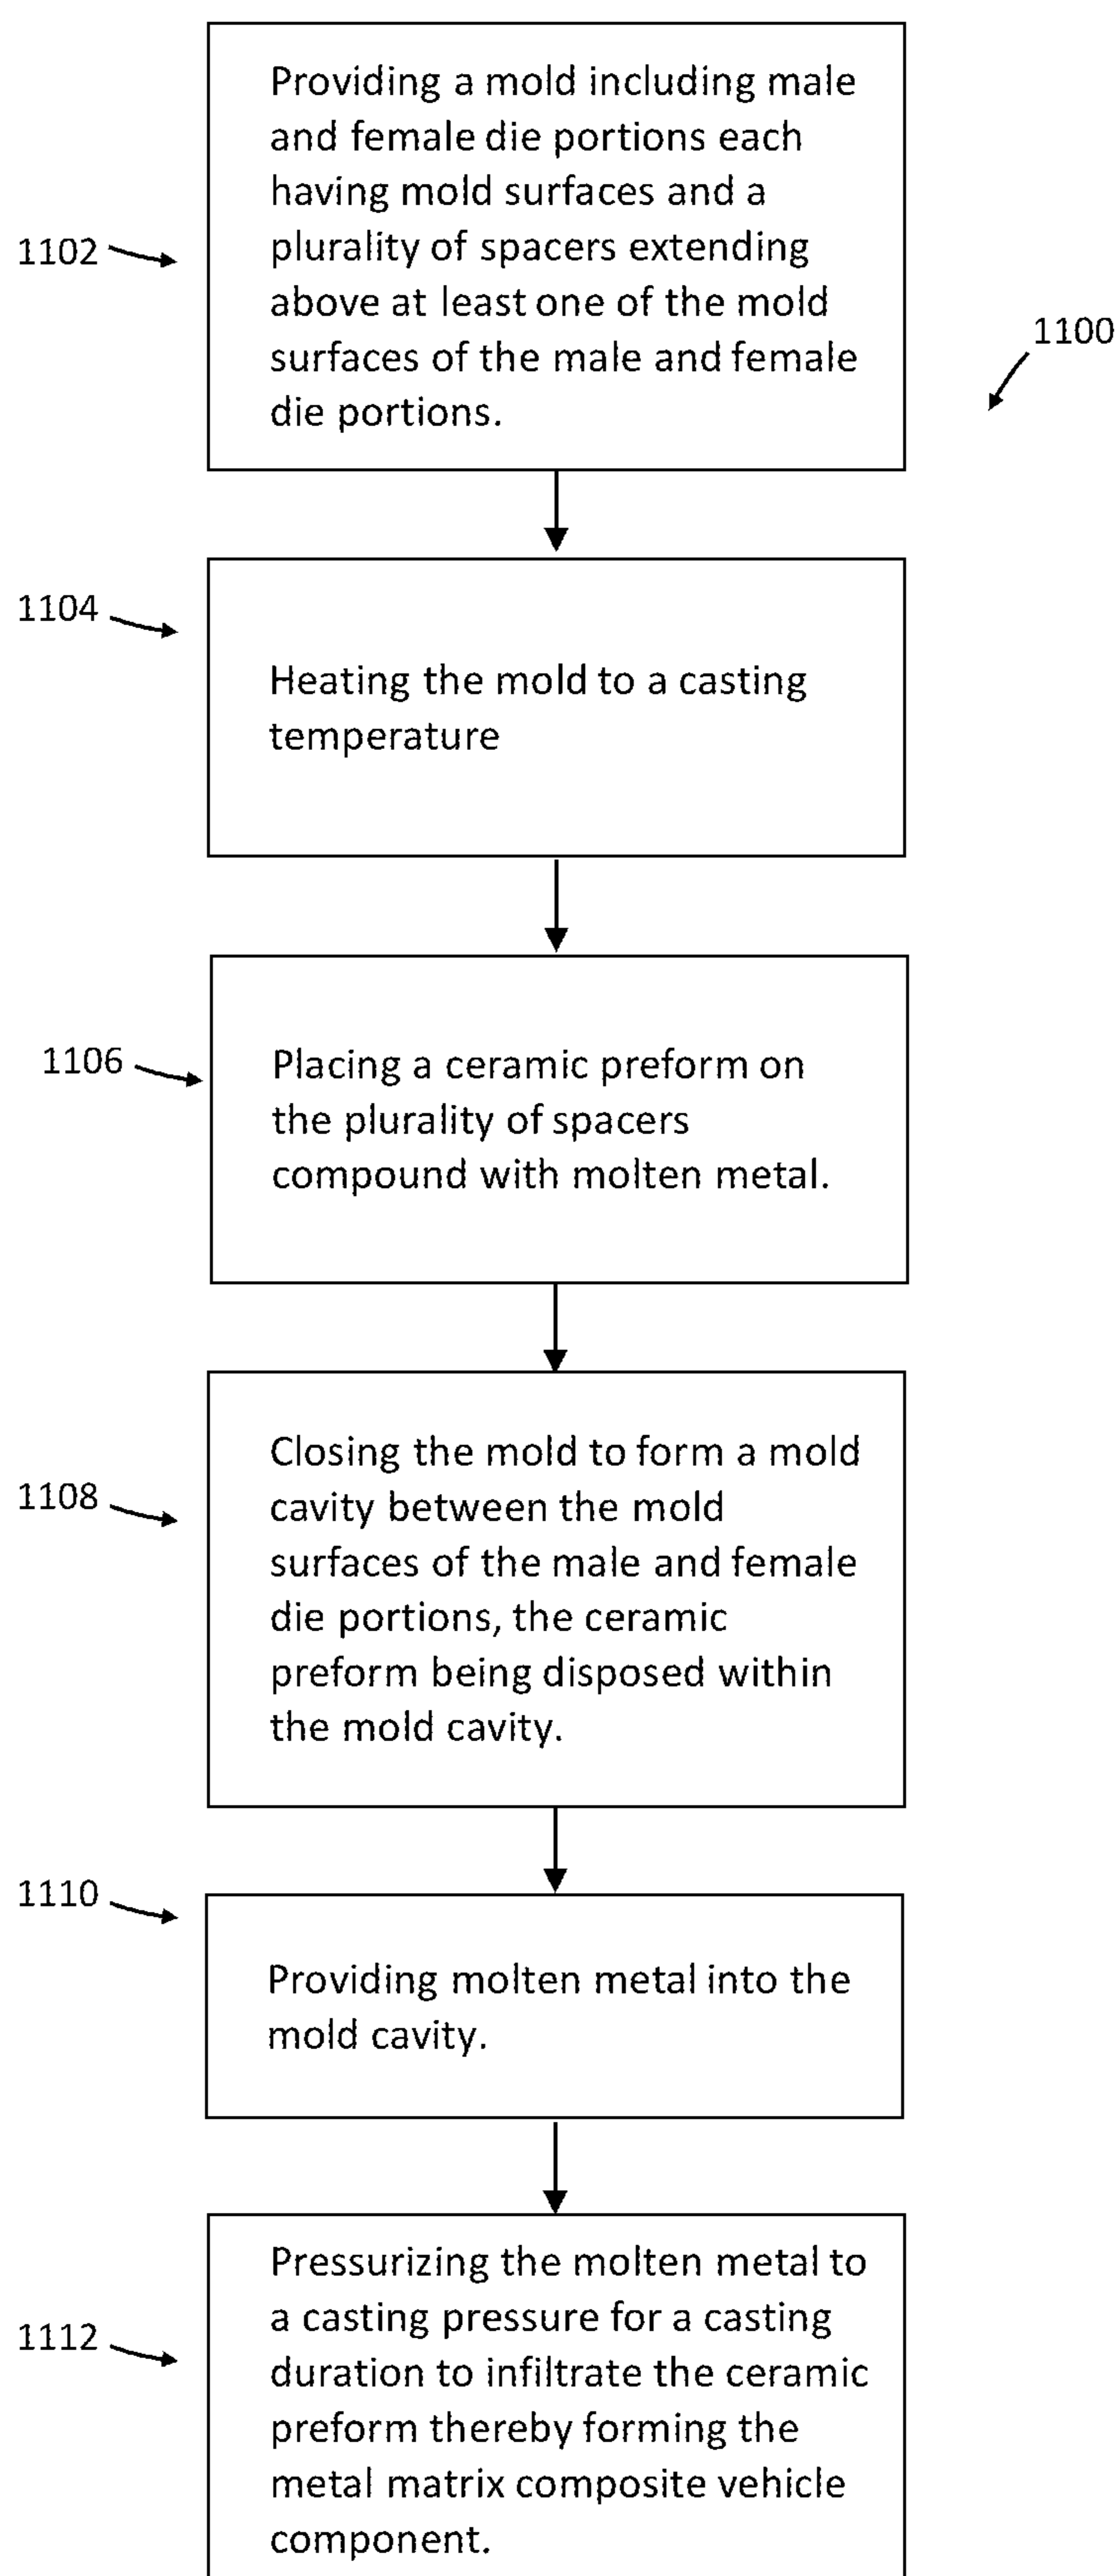 Providing a mold including male
and female die portions each
having mold surfaces and a
1102
plurality of spacers extending
above at least one of the mold
1100
surfaces of the male and female
die portions.
1104
Heating the mold to a casting
temperature
1106
Placing a ceramic preform on
the plurality of spacers
compound with molten metal.
Closing the mold to form a mold
1108
cavity between the mold
surfaces of the male and female
die portions, the ceramic
preform being disposed within
the mold cavity.
1110
Providing molten metal into the
mold cavity.
Pressurizing the molten metal to
1112
a casting pressure for a casting
duration to infiltrate the ceramic
preform thereby forming the
metal matrix composite vehicle
component.